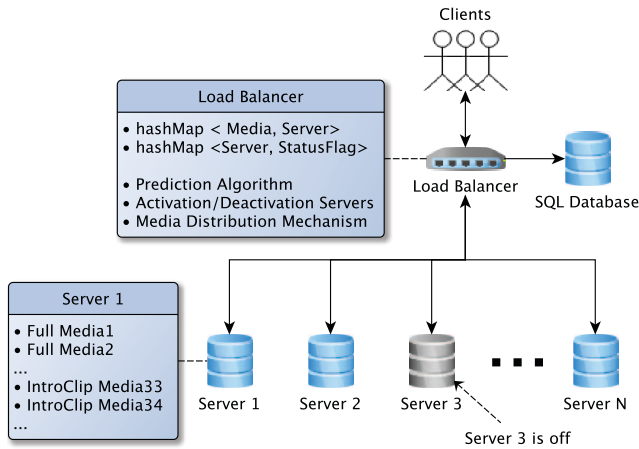 Clients
Load Balancer
• hashMap < Media, Server>
• hashMap <Server, StatusFlag>
• Prediction Algorithm
• Activation/Deactivation Servers
• Media Distribution Mechanism
Load Balancer
SQL Database
Server 1
• Full Media1
• Full Media2
...
• IntroClip Media33
• IntroClip Media34
...
Server 1
Server 2
Server 3
Server N
Server 3 is off